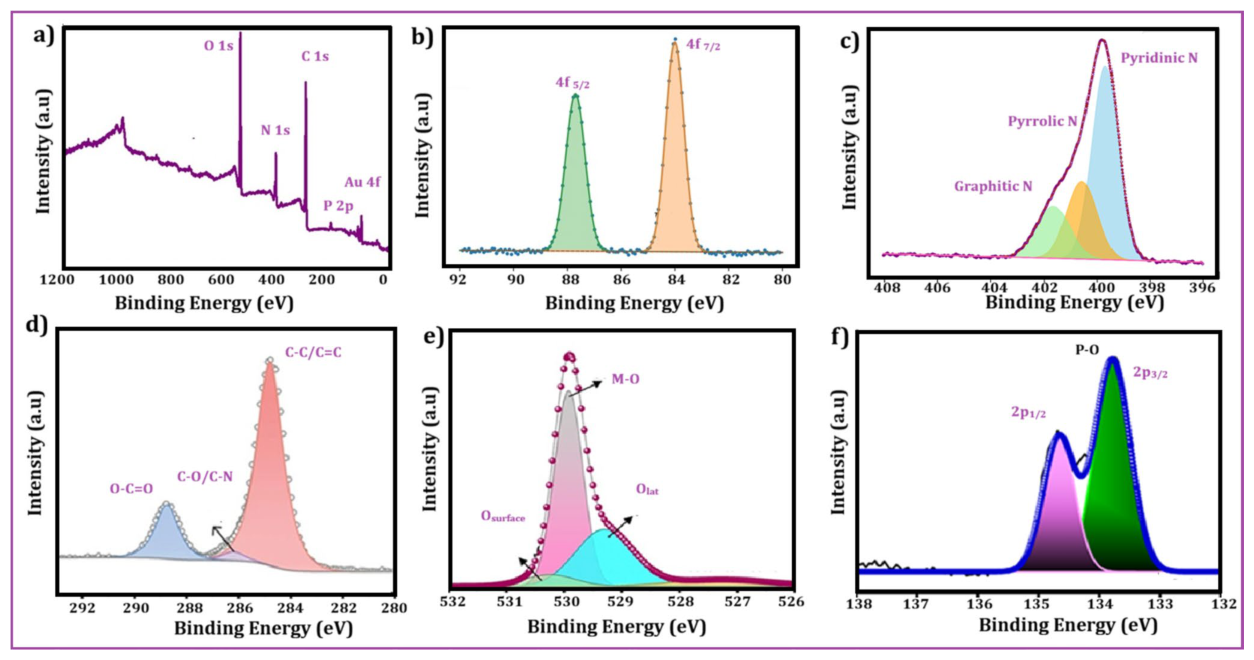 a)
O 1s
C 1s
N 1s
Au 4f
P 2p
Intensity (a.u)
1200 1000 800 600 400 200 0
Binding Energy (eV)
b)
4f 7/2
4f 5/2
Intensity (a.u)
92 90 88 86 84 82 80
Binding Energy (eV)
c)
Pyridinic N
Pyrrolic N
Graphitic N
Intensity (a.u)
408 406 404 402 400 398 396
Binding Energy (eV)
d)
C-C/C=C
C-O/C-N
O-C=O
Intensity (a.u)
292 290 288 286 284 282 280
Binding Energy (eV)
e)
M-O
Olat
Osurface
Intensity (a.u)
532 531 530 529 528 527 526
Binding Energy (eV)
f)
P-O
2p3/2
2p1/2
Intensity (a.u)
138 137 136 135 134 133 132
Binding Energy (eV)